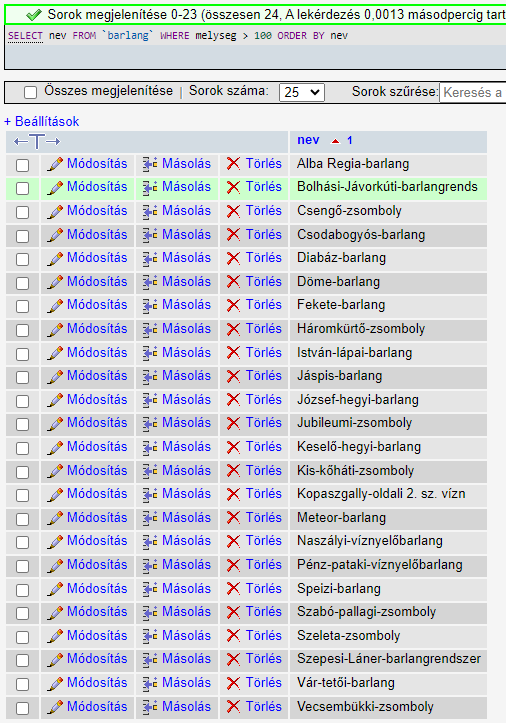 Sorok megjelenítése 0-23 (összesen 24, A lekérdezés 0,0013 másodpercig tart
SELECT nev FROM `barlang` WHERE melyseg > 100 ORDER BY nev
Összes megjelenítése | Sorok száma: 25 Sorok szűrése: Keresés a
+ Beállítások
←T→ nev 1
Módosítás Másolás Törlés Alba Regia-barlang
Módosítás Másolás Törlés Bolhási-Jávorkúti-barlangrends
Módosítás Másolás Törlés Csengő-zsomboly
Módosítás Másolás Törlés Csodabogyós-barlang
Módosítás Másolás Törlés Diabáz-barlang
Módosítás Másolás Törlés Döme-barlang
Módosítás Másolás Törlés Fekete-barlang
Módosítás Másolás Törlés Háromkürtő-zsomboly
Módosítás Másolás Törlés István-lápai-barlang
Módosítás Másolás Törlés Jáspis-barlang
Módosítás Másolás Törlés József-hegyi-barlang
Módosítás Másolás Törlés Jubileumi-zsomboly
Módosítás Másolás Törlés Keselő-hegyi-barlang
Módosítás Másolás Törlés Kis-kőháti-zsomboly
Módosítás Másolás Törlés Kopaszgally-oldali 2. sz. vízn
Módosítás Másolás Törlés Meteor-barlang
Módosítás Másolás Törlés Naszályi-víznyelőbarlang
Módosítás Másolás Törlés Pénz-pataki-víznyelőbarlang
Módosítás Másolás Törlés Speizi-barlang
Módosítás Másolás Törlés Szabó-pallagi-zsomboly
Módosítás Másolás Törlés Szeleta-zsomboly
Módosítás Másolás Törlés Szepesi-Láner-barlangrendszer
Módosítás Másolás Törlés Vár-tetői-barlang
Módosítás Másolás Törlés Vecsembükki-zsomboly